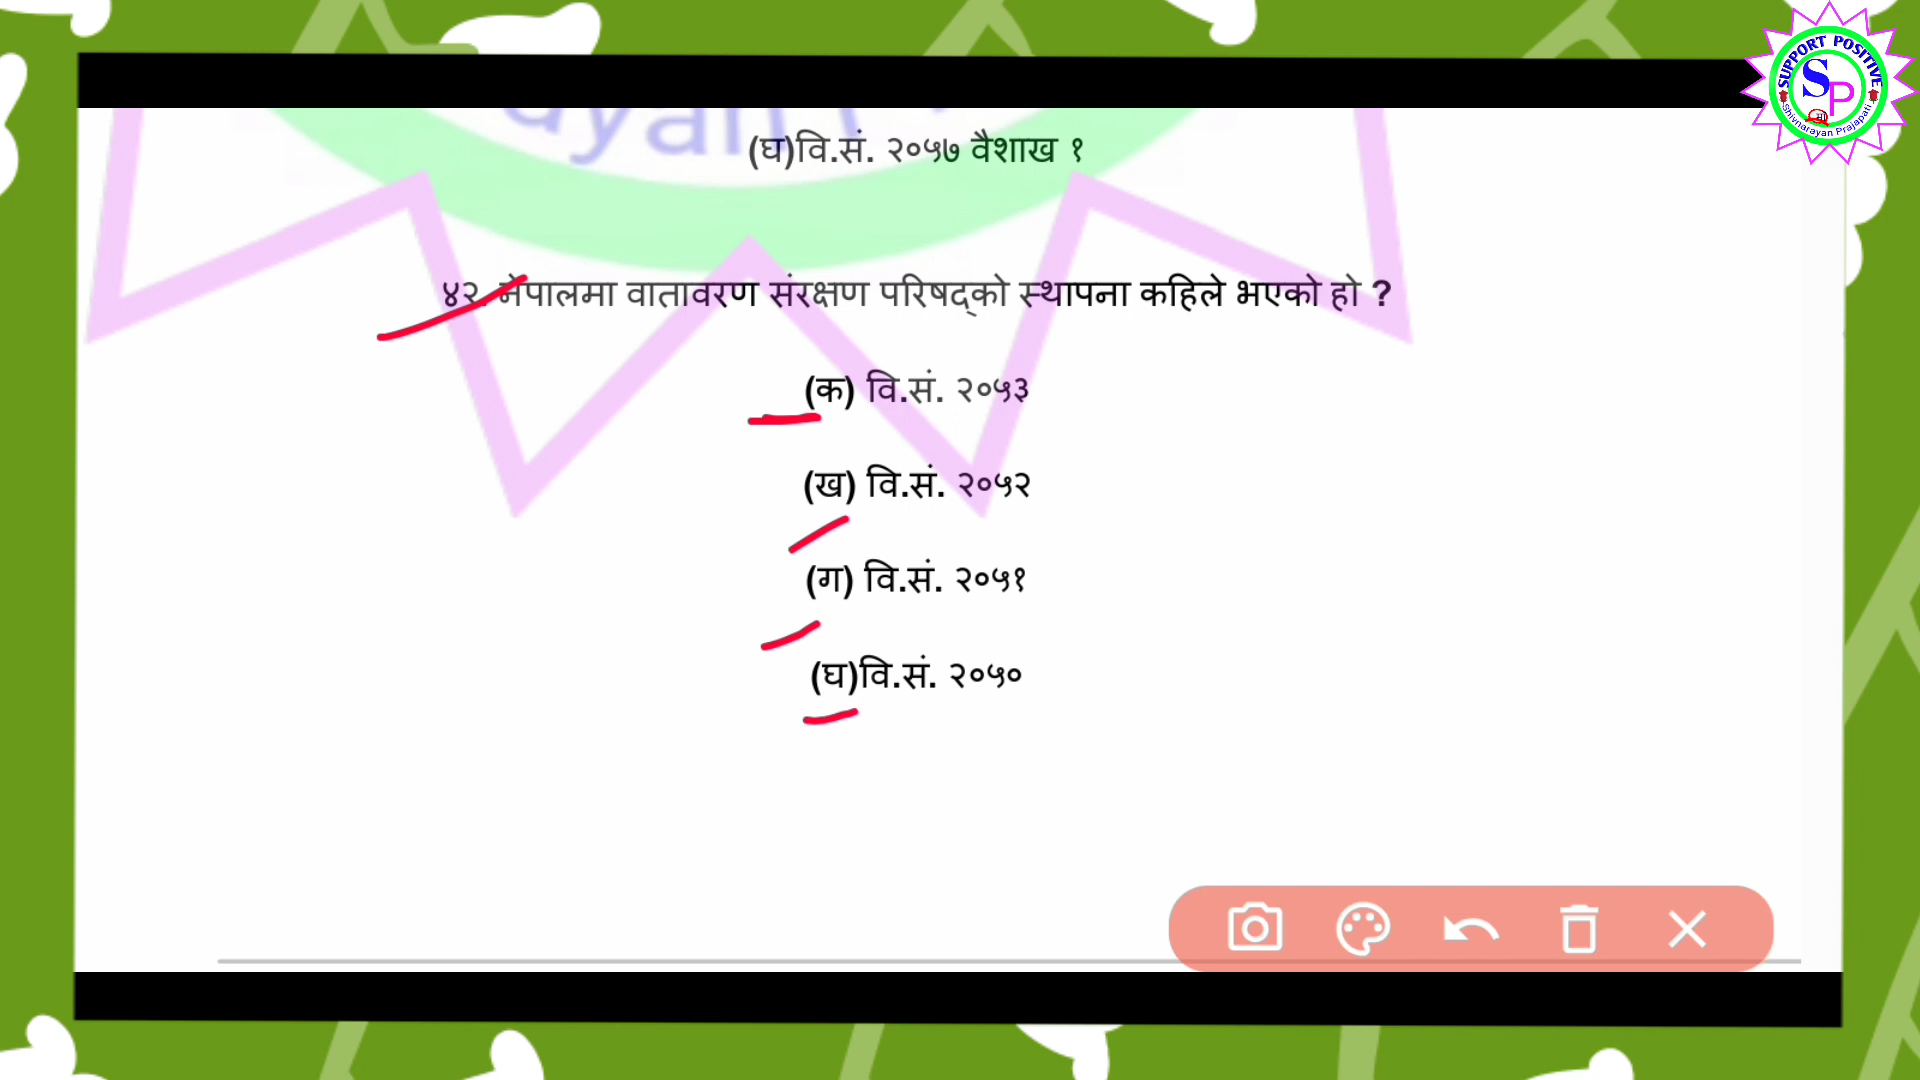 (घ)वि.सं. २०५७ वैशाख १
४२. नेपालमा वातावरण संरक्षण परिषद्को स्थापना कहिले भएको हो ?
(क) वि.सं. २०५३
(ख) वि.सं. २०५२
(ग) वि.सं. २०५१
(घ)वि.सं. २०५०
SUPPORT POSITIVE
SP
Shivnarayan Prajapati